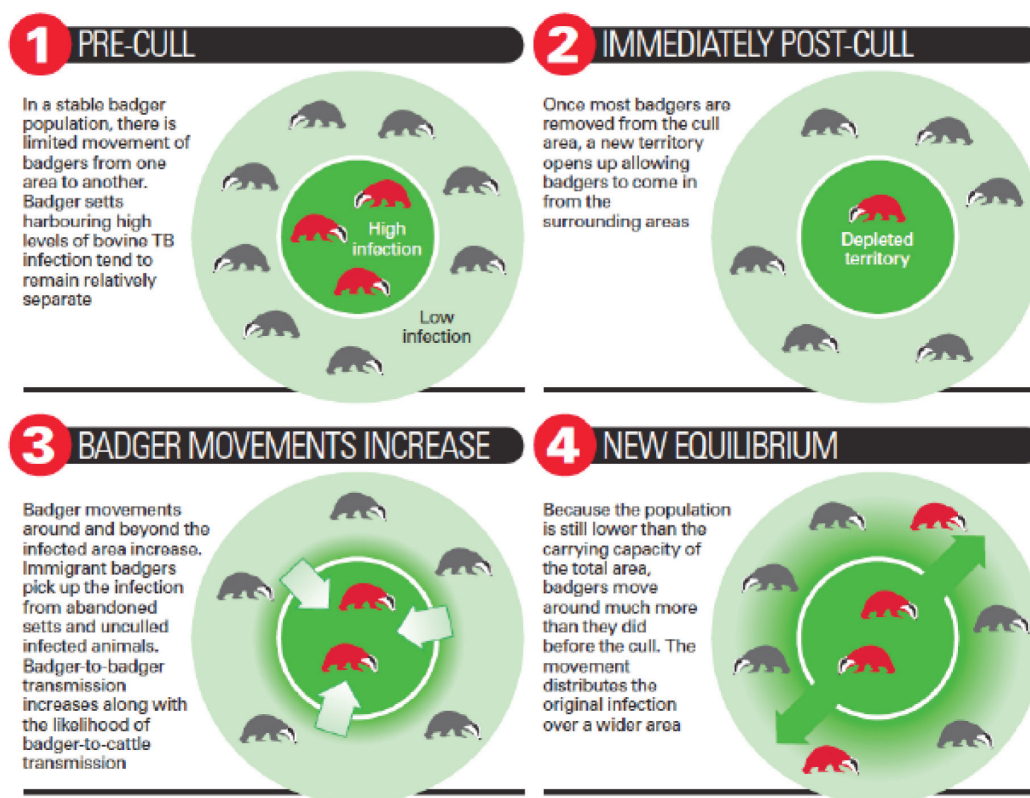 1 PRE-CULL
In a stable badger
population, there is
limited movement of
badgers from one
area to another.
Badger setts
harbouring high
levels of bovine TB
infection tend to
remain relatively
separate
High
infection
Low
infection
2 IMMEDIATELY POST-CULL
Once most badgers are
removed from the cull
area, a new territory
opens up allowing
badgers to come in
from the
surrounding areas
Depleted
territory
3 BADGER MOVEMENTS INCREASE
Badger movements
around and beyond the
infected area increase.
Immigrant badgers
pick up the infection
from abandoned
setts and unculled
infected animals.
Badger-to-badger
transmission
increases along with
the likelihood of
badger-to-cattle
transmission
4 NEW EQUILIBRIUM
Because the population
is still lower than the
carrying capacity of
the total area,
badgers move
around much more
than they did
before the cull. The
movement
distributes the
original infection
over a wider area